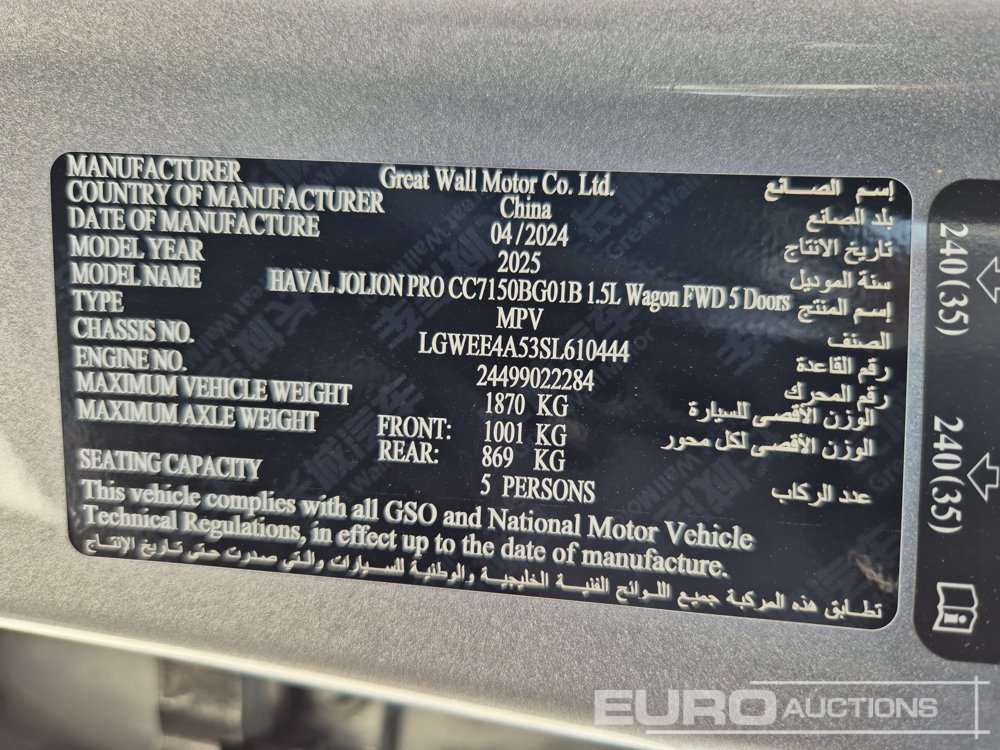 MANUFACTURER Great Wall Motor Co. Ltd. إسم الصانع
COUNTRY OF MANUFACTURER China بلد الصانع
DATE OF MANUFACTURE 04/2024 تاريخ الانتاج
MODEL YEAR 2025 سنة الموديل
MODEL NAME HAVAL JOLION PRO CC7150BG01B 1.5L Wagon FWD 5 Doors إسم المنتج
TYPE MPV الصنف
CHASSIS NO. LGWEE4A53SL610444 رقم القاعدة
ENGINE NO. 24499022284 رقم المحرك
MAXIMUM VEHICLE WEIGHT 1870 KG الوزن الأقصى للسيارة
MAXIMUM AXLE WEIGHT FRONT: 1001 KG الوزن الأقصى لكل محور
REAR: 869 KG
SEATING CAPACITY 5 PERSONS عدد الركاب
This vehicle complies with all GSO and National Motor Vehicle
Technical Regulations, in effect up to the date of manufacture.
تطابق هذه المركبة جميع اللوائح الفنية الخليجية والوطنية للسيارات والتي صدرت حتى تاريخ الإنتاج
240(35)
240(35)
EURO AUCTIONS